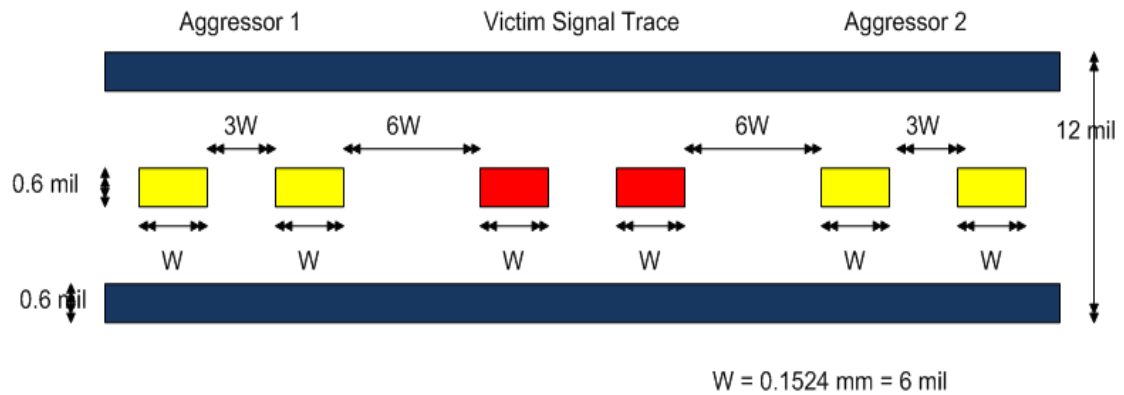 Aggressor 1 Victim Signal Trace Aggressor 2
3W 6W 6W 3W 12 mil
0.6 mil
W W W W W W
0.6 mil
W = 0.1524 mm = 6 mil